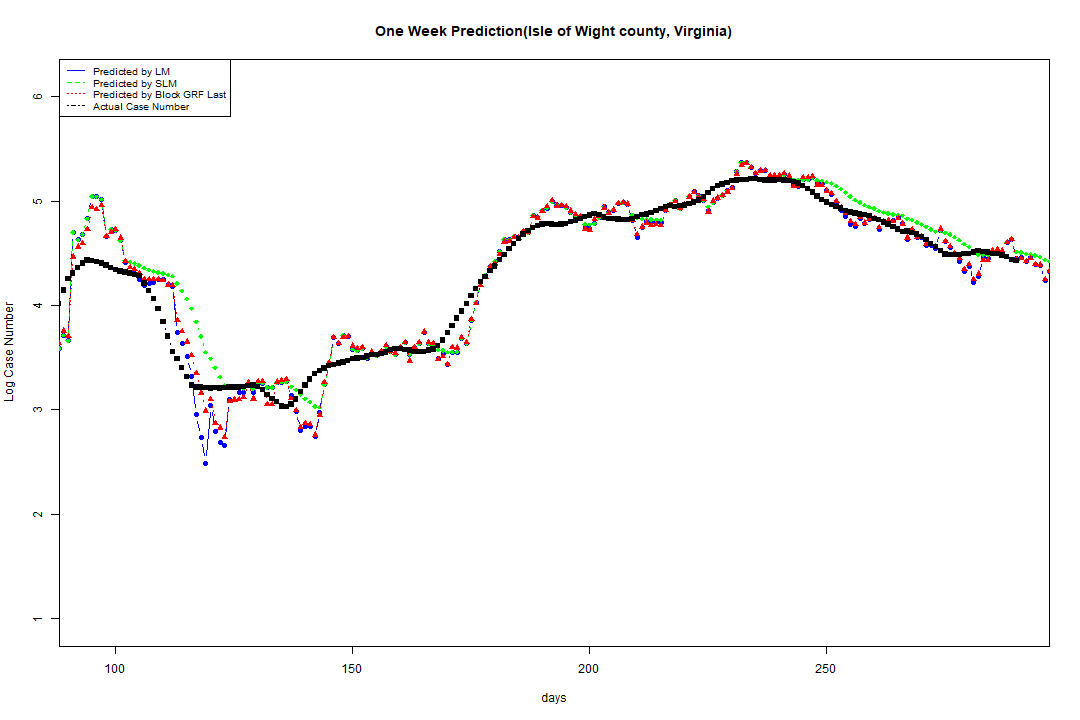 One Week Prediction(Isle of Wight county, Virginia)
Predicted by LM
Predicted by SLM
Predicted by Block GRF Last
Actual Case Number
6
5
4
3
2
1
Log Case Number
100
150
200
250
days